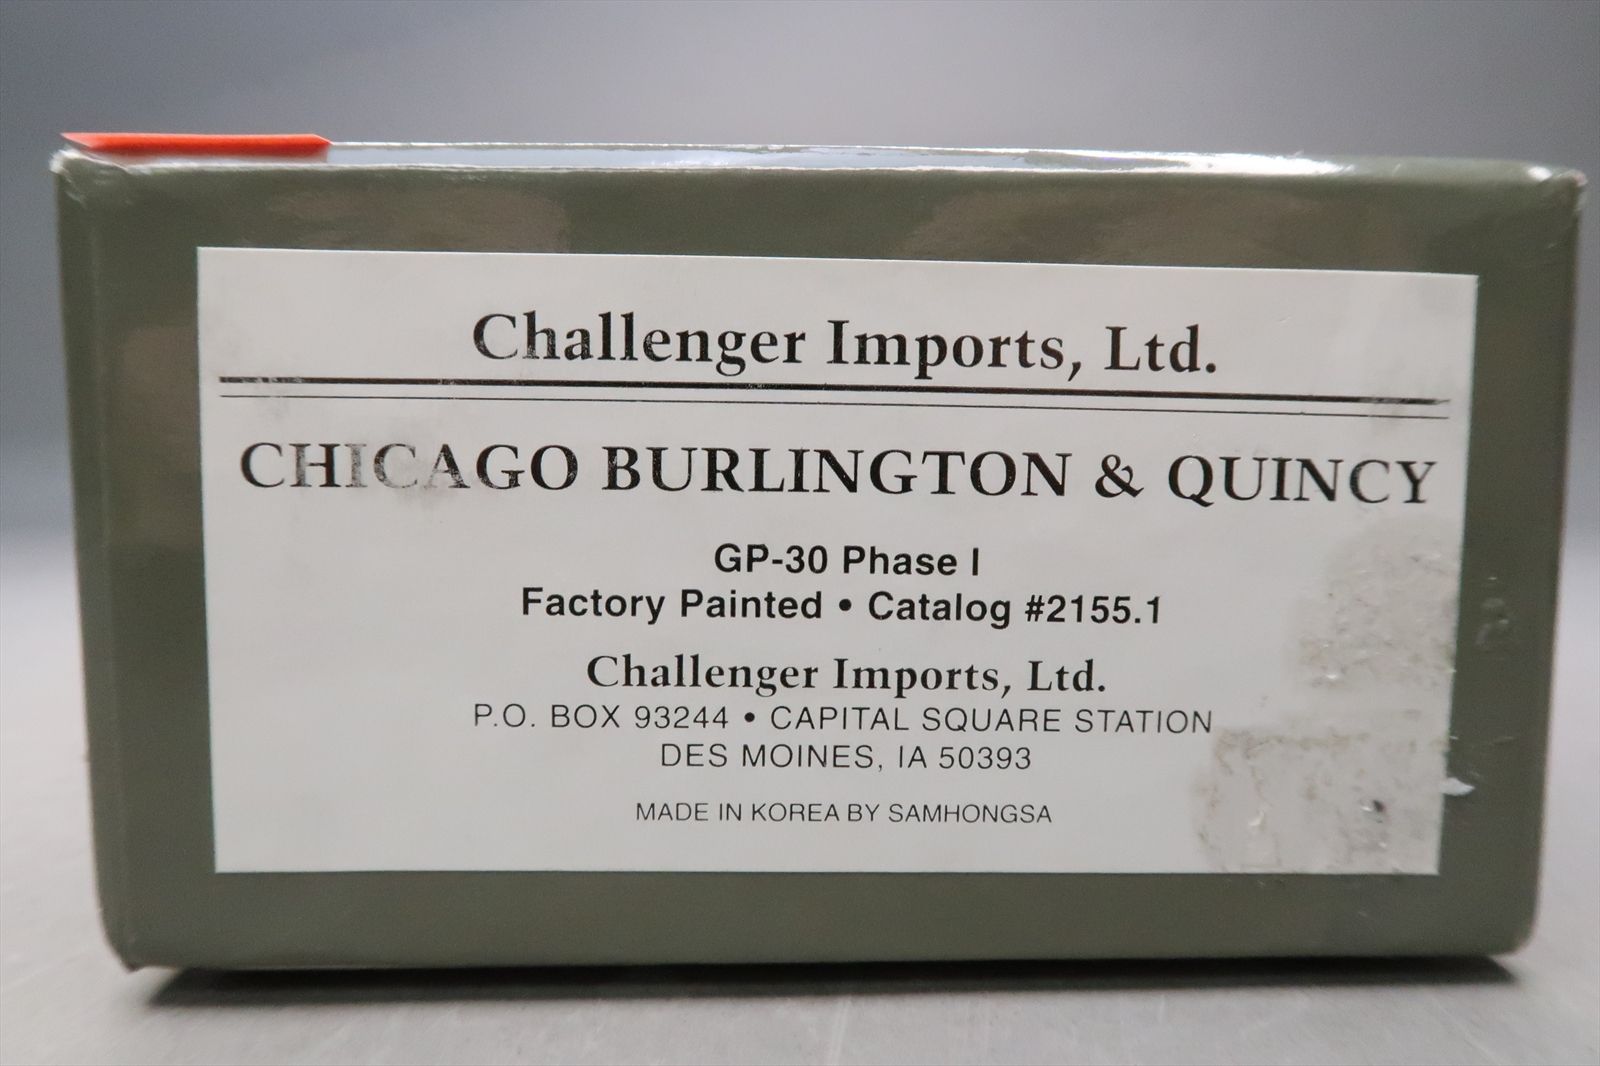 Challenger Imports, Ltd.
CHICAGO BURLINGTON & QUINCY
GP-30 Phase I
Factory Painted • Catalog #2155.1
Challenger Imports, Ltd.
P.O. BOX 93244 • CAPITAL SQUARE STATION
DES MOINES, IA 50393
MADE IN KOREA BY SAMHONGSA